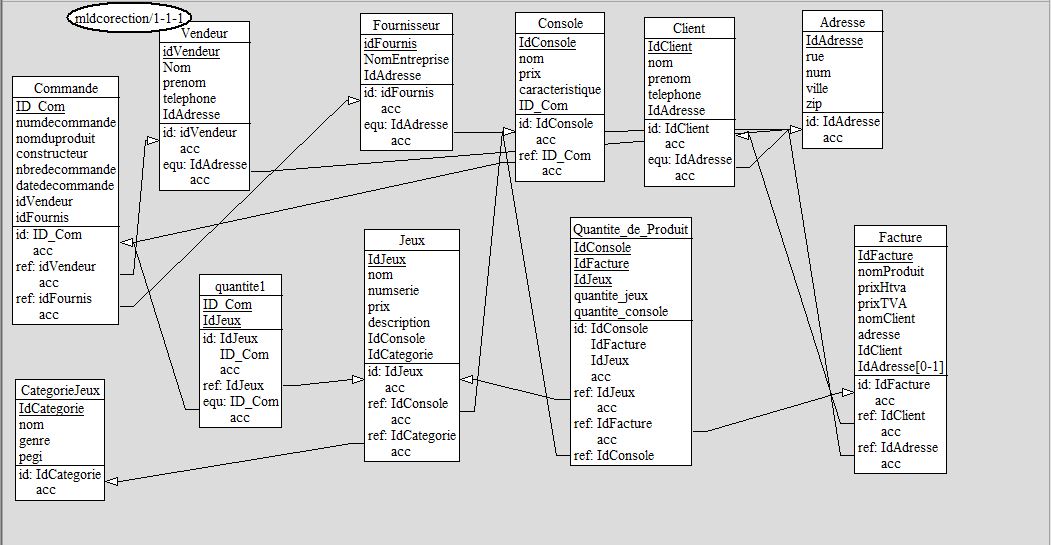 mldcorection/1-1-1
Vendeur
idVendeur
Nom
prenom
telephone
IdAdresse
id: idVendeur
acc
equ: IdAdresse
acc
Fournisseur
idFournis
NomEntreprise
IdAdresse
id: idFournis
acc
equ: IdAdresse
acc
Console
IdConsole
nom
prix
caracteristique
ID_Com
id: IdConsole
acc
ref: ID_Com
acc
Client
IdClient
nom
prenom
telephone
IdAdresse
id: IdClient
acc
equ: IdAdresse
acc
Adresse
IdAdresse
rue
num
ville
zip
id: IdAdresse
acc
Commande
ID_Com
numdecommande
nomduproduit
constructeur
nbredecommande
datedecommande
idVendeur
idFournis
id: ID_Com
acc
ref: idVendeur
acc
ref: idFournis
acc
quantite1
ID_Com
IdJeux
id: IdJeux
ID_Com
acc
ref: IdJeux
acc
equ: ID_Com
acc
Jeux
IdJeux
nom
numserie
prix
description
IdConsole
IdCategorie
id: IdJeux
acc
ref: IdConsole
acc
ref: IdCategorie
acc
Quantite_de_Produit
IdConsole
IdFacture
IdJeux
quantite_jeux
quantite_console
id: IdConsole
IdFacture
IdJeux
acc
ref: IdJeux
acc
ref: IdFacture
acc
ref: IdConsole
Facture
IdFacture
nomProduit
prixHtva
prixTVA
nomClient
adresse
IdClient
IdAdresse[0-1]
id: IdFacture
acc
ref: IdClient
acc
ref: IdAdresse
acc
CategorieJeux
IdCategorie
nom
genre
pegi
id: IdCategorie
acc